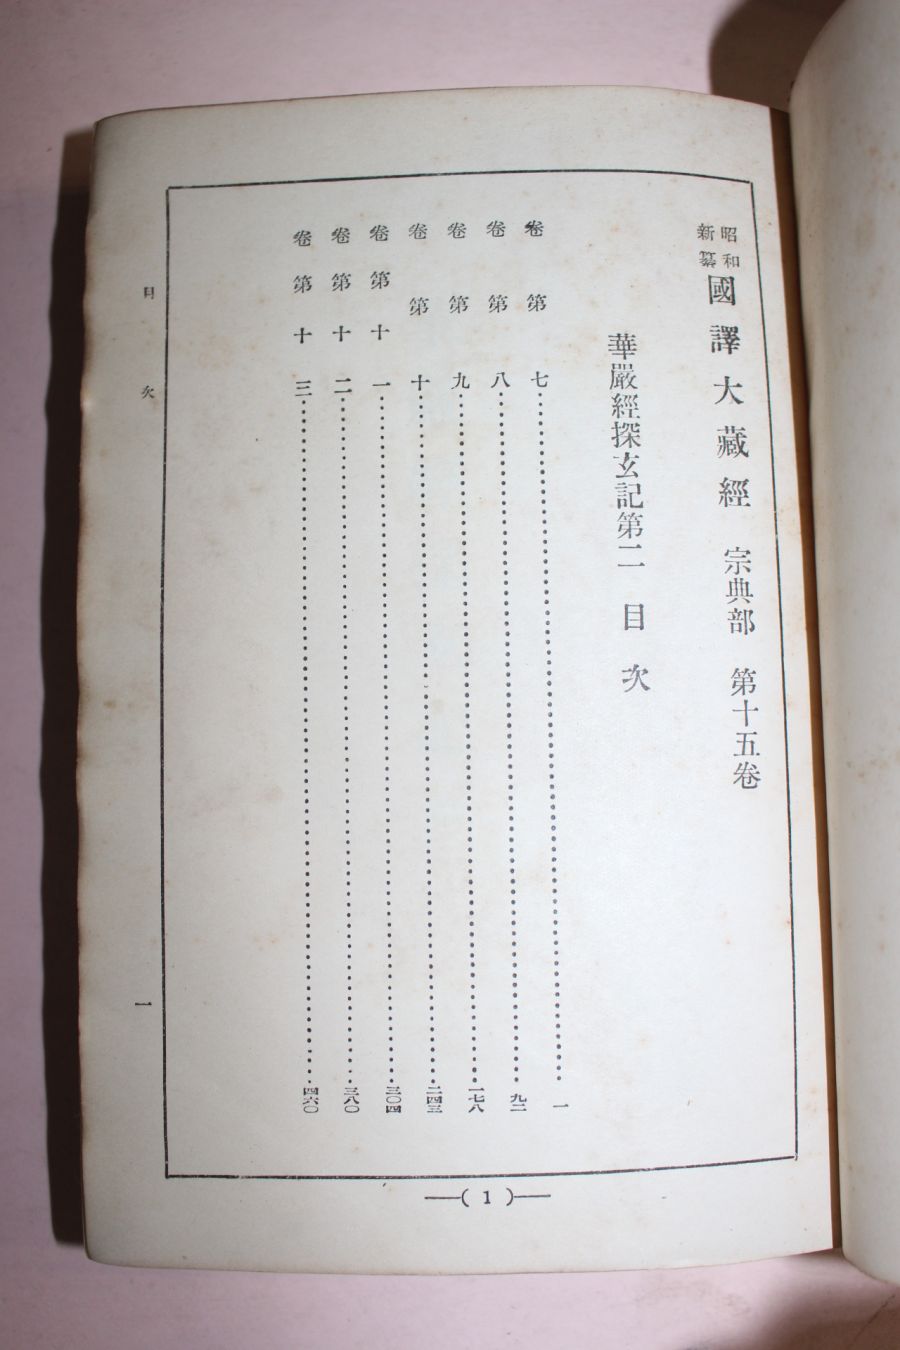 昭和新纂國譯大藏經 宗典部 第十五卷
華嚴經探玄記第二 目次
卷第七……一
卷第八……九二
卷第九……一七八
卷第十……二四三
卷第十一……三〇四
卷第十二……三八〇
卷第十三……四六〇
目次 一
(1)